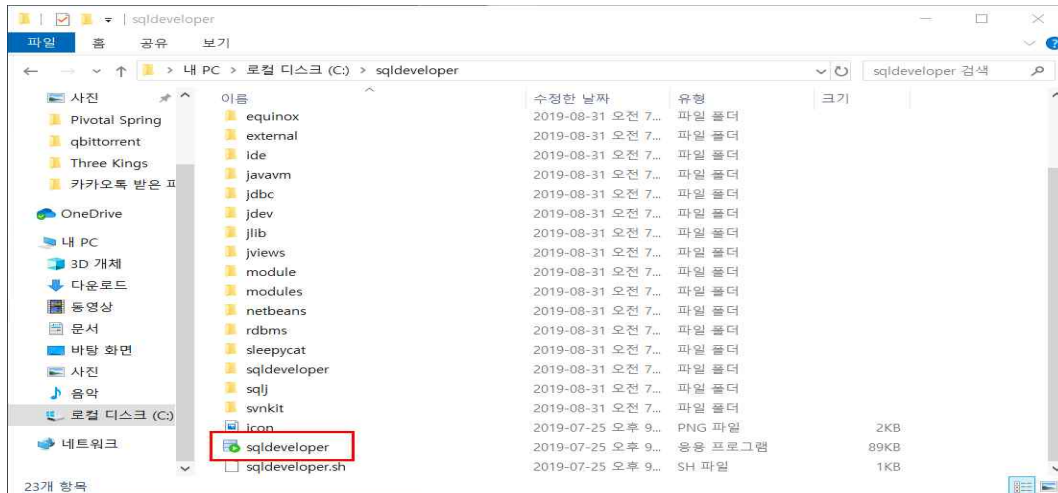 sqldeveloper
파일 홈 공유 보기
내 PC > 로컬 디스크 (C:) > sqldeveloper
sqldeveloper 검색
사진
Pivotal Spring
qbittorrent
Three Kings
카카오톡 받은 파
OneDrive
내 PC
3D 개체
다운로드
동영상
문서
바탕 화면
사진
음악
로컬 디스크 (C:)
네트워크
이름 수정한 날짜 유형 크기
equinox 2019-08-31 오전 7... 파일 폴더
external 2019-08-31 오전 7... 파일 폴더
ide 2019-08-31 오전 7... 파일 폴더
javavm 2019-08-31 오전 7... 파일 폴더
jdbc 2019-08-31 오전 7... 파일 폴더
jdev 2019-08-31 오전 7... 파일 폴더
jlib 2019-08-31 오전 7... 파일 폴더
jviews 2019-08-31 오전 7... 파일 폴더
module 2019-08-31 오전 7... 파일 폴더
modules 2019-08-31 오전 7... 파일 폴더
netbeans 2019-08-31 오전 7... 파일 폴더
rdbms 2019-08-31 오전 7... 파일 폴더
sleepycat 2019-08-31 오전 7... 파일 폴더
sqldeveloper 2019-08-31 오전 7... 파일 폴더
sqlj 2019-08-31 오전 7... 파일 폴더
svnkit 2019-08-31 오전 7... 파일 폴더
icon 2019-07-25 오후 9... PNG 파일 2KB
sqldeveloper 2019-07-25 오후 9... 응용 프로그램 89KB
sqldeveloper.sh 2019-07-25 오후 9... SH 파일 1KB
23개 항목